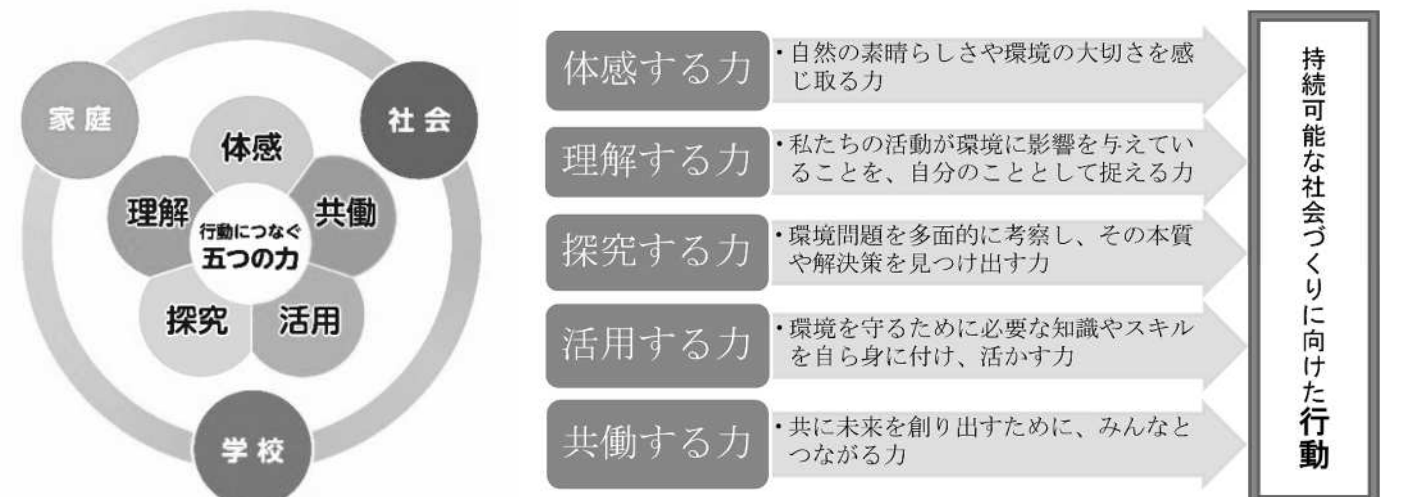 家庭
社会
体感
理解
共働
行動につなぐ
五つの力
探究
活用
学校
体感する力
・自然の素晴らしさや環境の大切さを感
じ取る力
理解する力
・私たちの活動が環境に影響を与えてい
ることを、自分のこととして捉える力
探究する力
・環境問題を多面的に考察し、その本質
や解決策を見つけ出す力
活用する力
・環境を守るために必要な知識やスキル
を自ら身に付け、活かす力
共働する力
・共に未来を創り出すために、みんなと
つながる力
持続可能な社会づくりに向けた行動